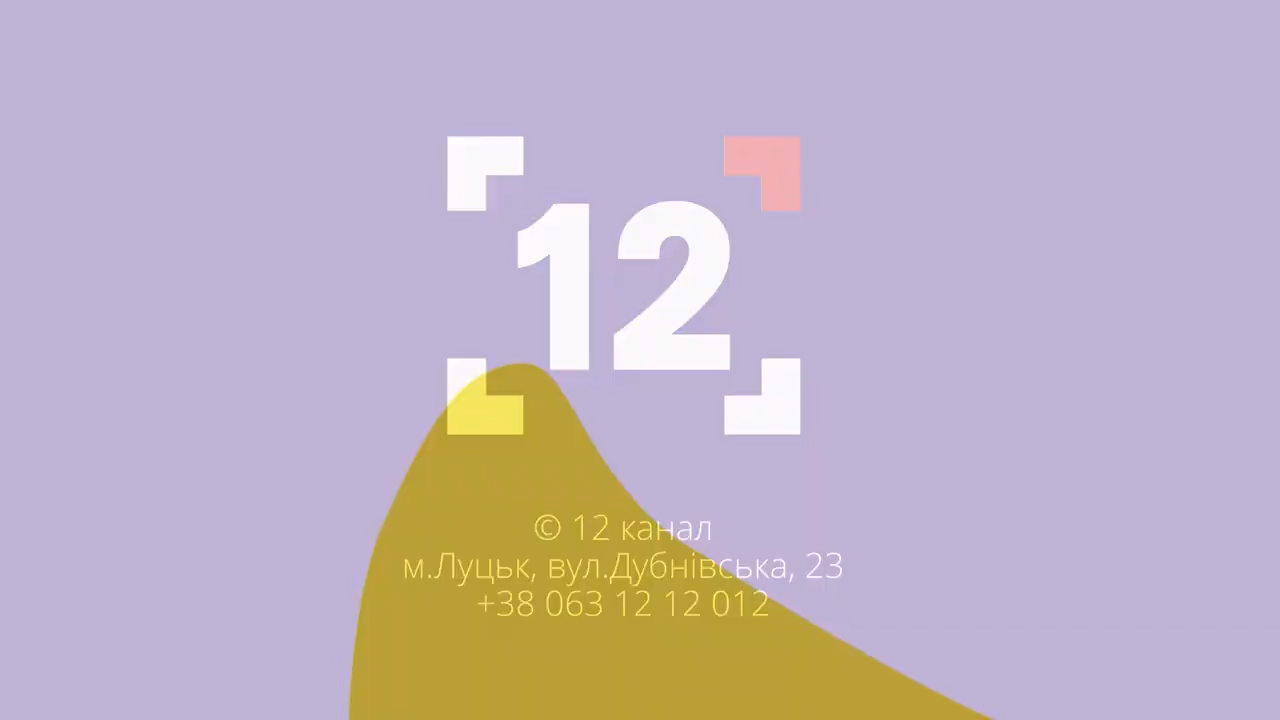 12
© 12 канал
м.Луцьк, вул.Дубнівська, 23
+38 063 12 12 012